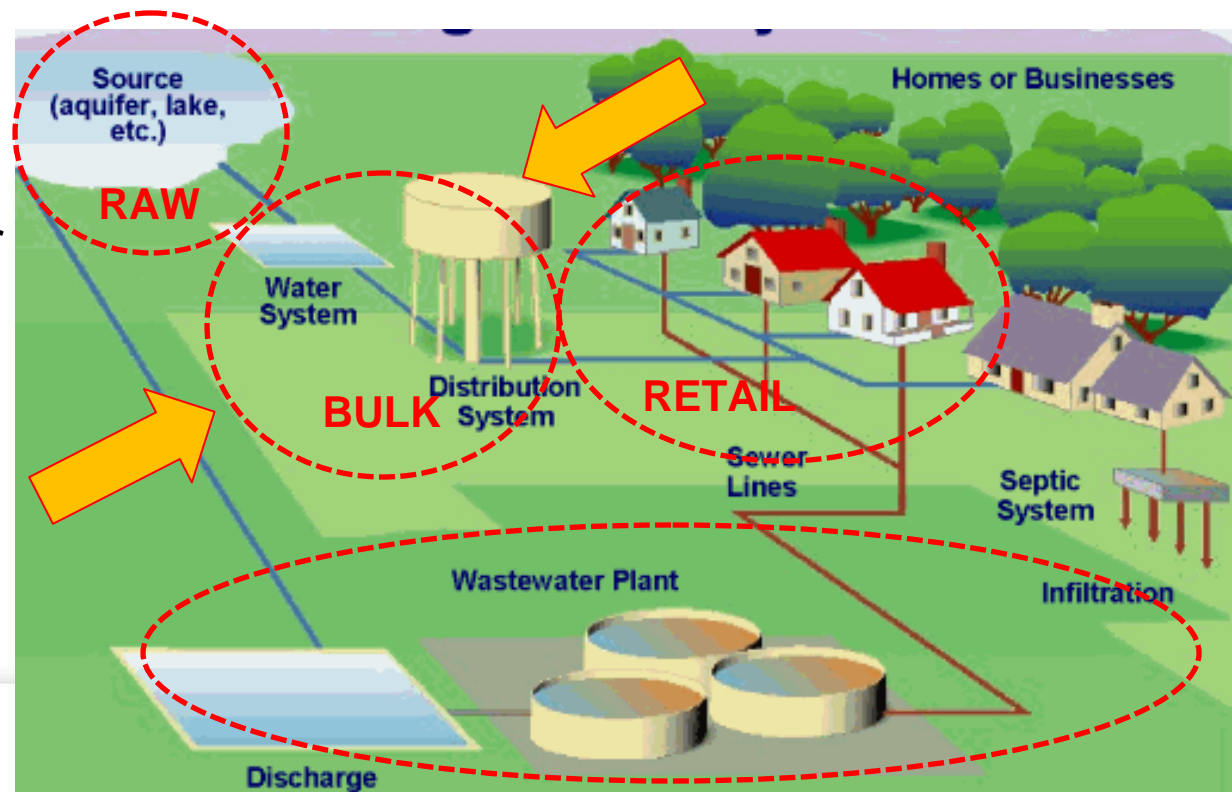 Source
(aquifer, lake,
etc.)
Homes or Businesses
RAW
Water
System
Distribution
System
BULK
RETAIL
Sewer
Lines
Septic
System
Wastewater Plant
Infiltration
Discharge